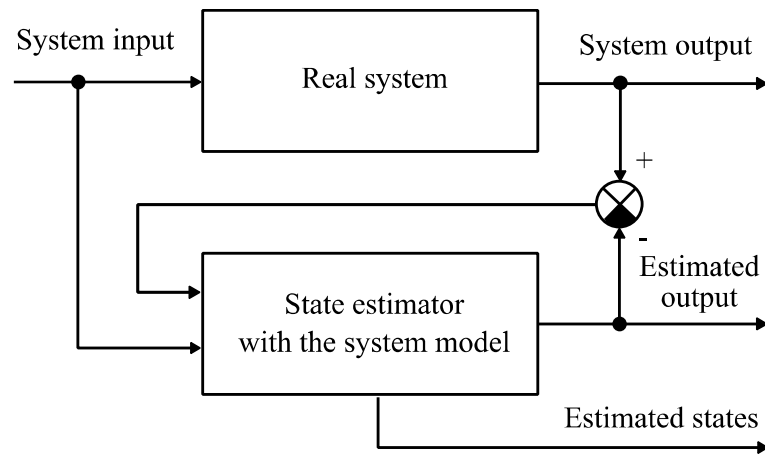 System input
Real system
System output
+
-
Estimated
output
State estimator
with the system model
Estimated states